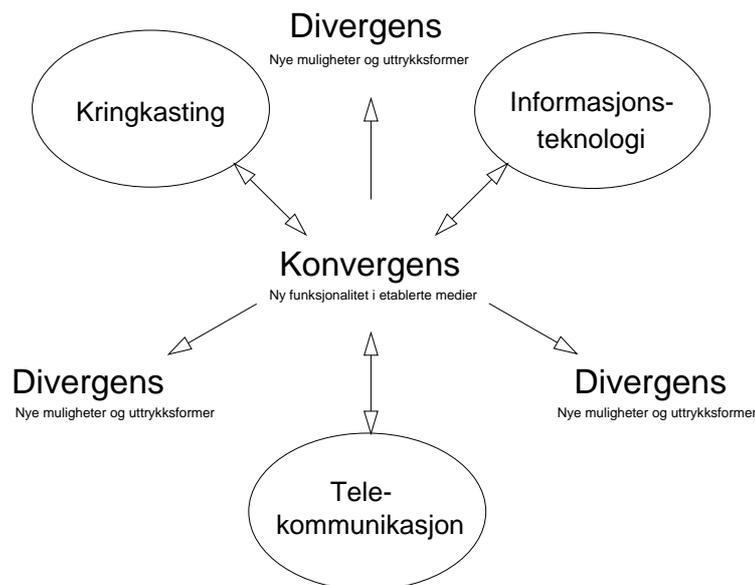 Divergens
Nye muligheter og uttrykksformer
Kringkasting
Informasjons-
teknologi
Konvergens
Ny funksjonalitet i etablerte medier
Divergens
Nye muligheter og uttrykksformer
Divergens
Nye muligheter og uttrykksformer
Tele-
kommunikasjon